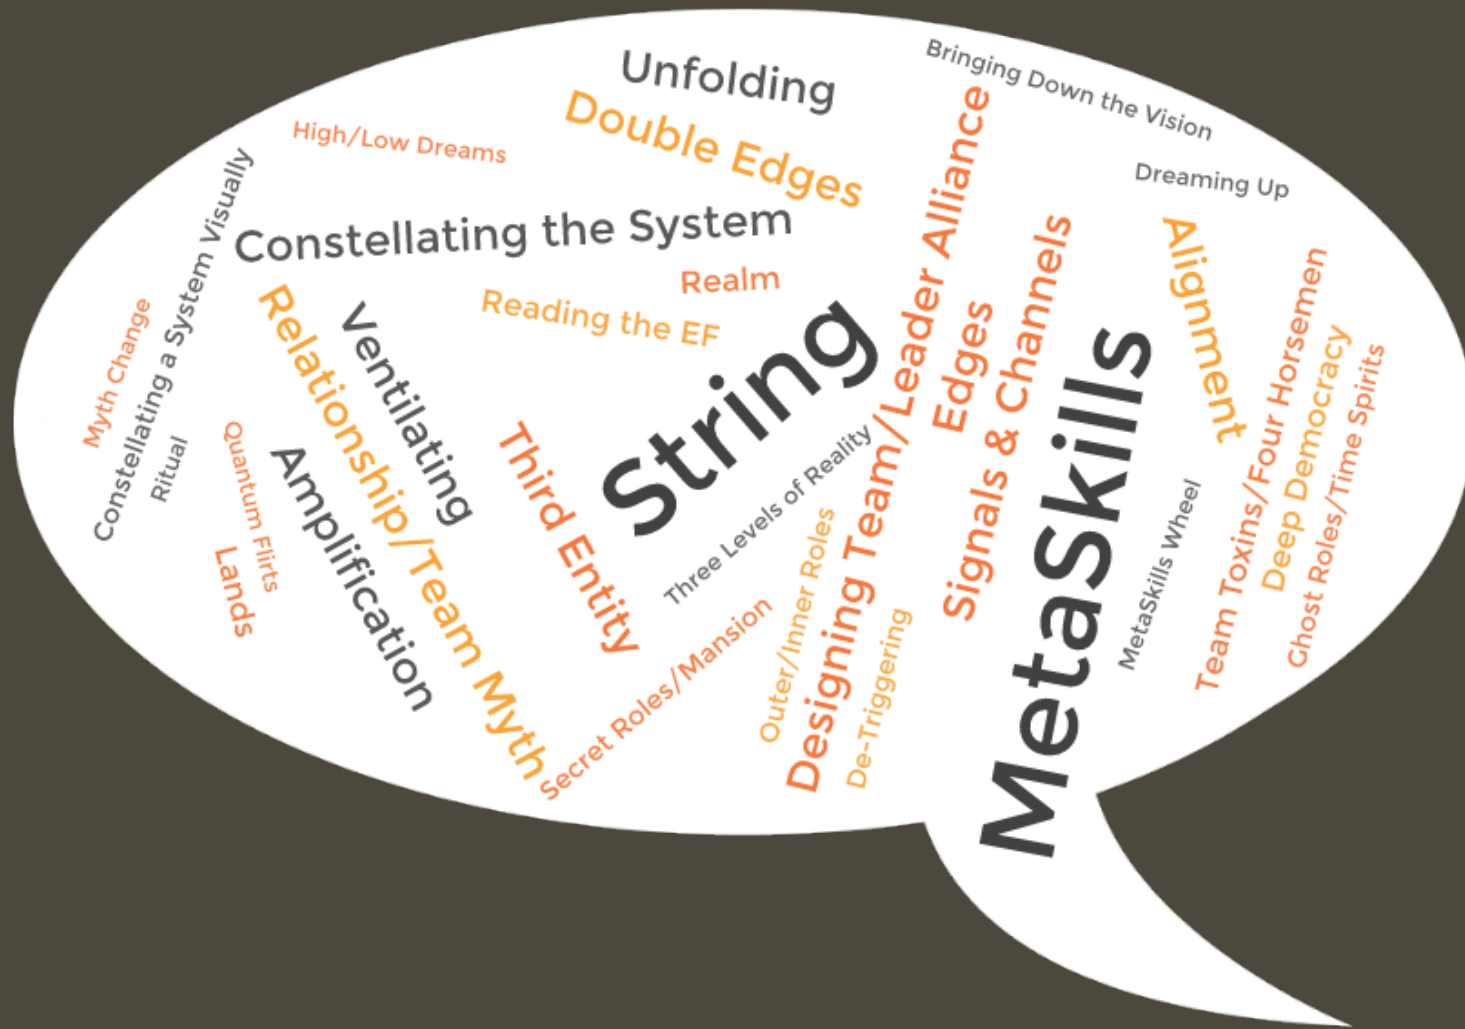 Unfolding
Bringing Down the Vision
Double Edges
High/Low Dreams
Dreaming Up
Constellating a System Visually
Constellating the System
Realm
Reading the EF
Alignment
Myth Change
Relationship/Team Myth
Ventilating
String
Designing Team/Leader Alliance
Edges
Signals & Channels
MetaSkills
Team Toxins/Four Horsemen
Deep Democracy
Ghost Roles/Time Spirits
Ritual
Quantum Flirts
Lands
Amplification
Third Entity
Three Levels of Reality
Outer/Inner Roles
MetaSkills Wheel
Secret Roles/Mansion
De-Triggering